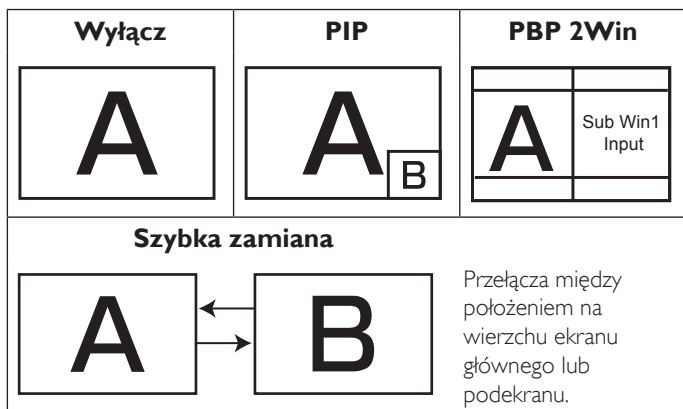 Wyłącz
PIP
PBP 2Win
A
A
B
A
Sub Win1
Input
Szybka zamiana
A
B
Przełącza między
położeniem na
wierzchu ekranu
głównego lub
podekranu.